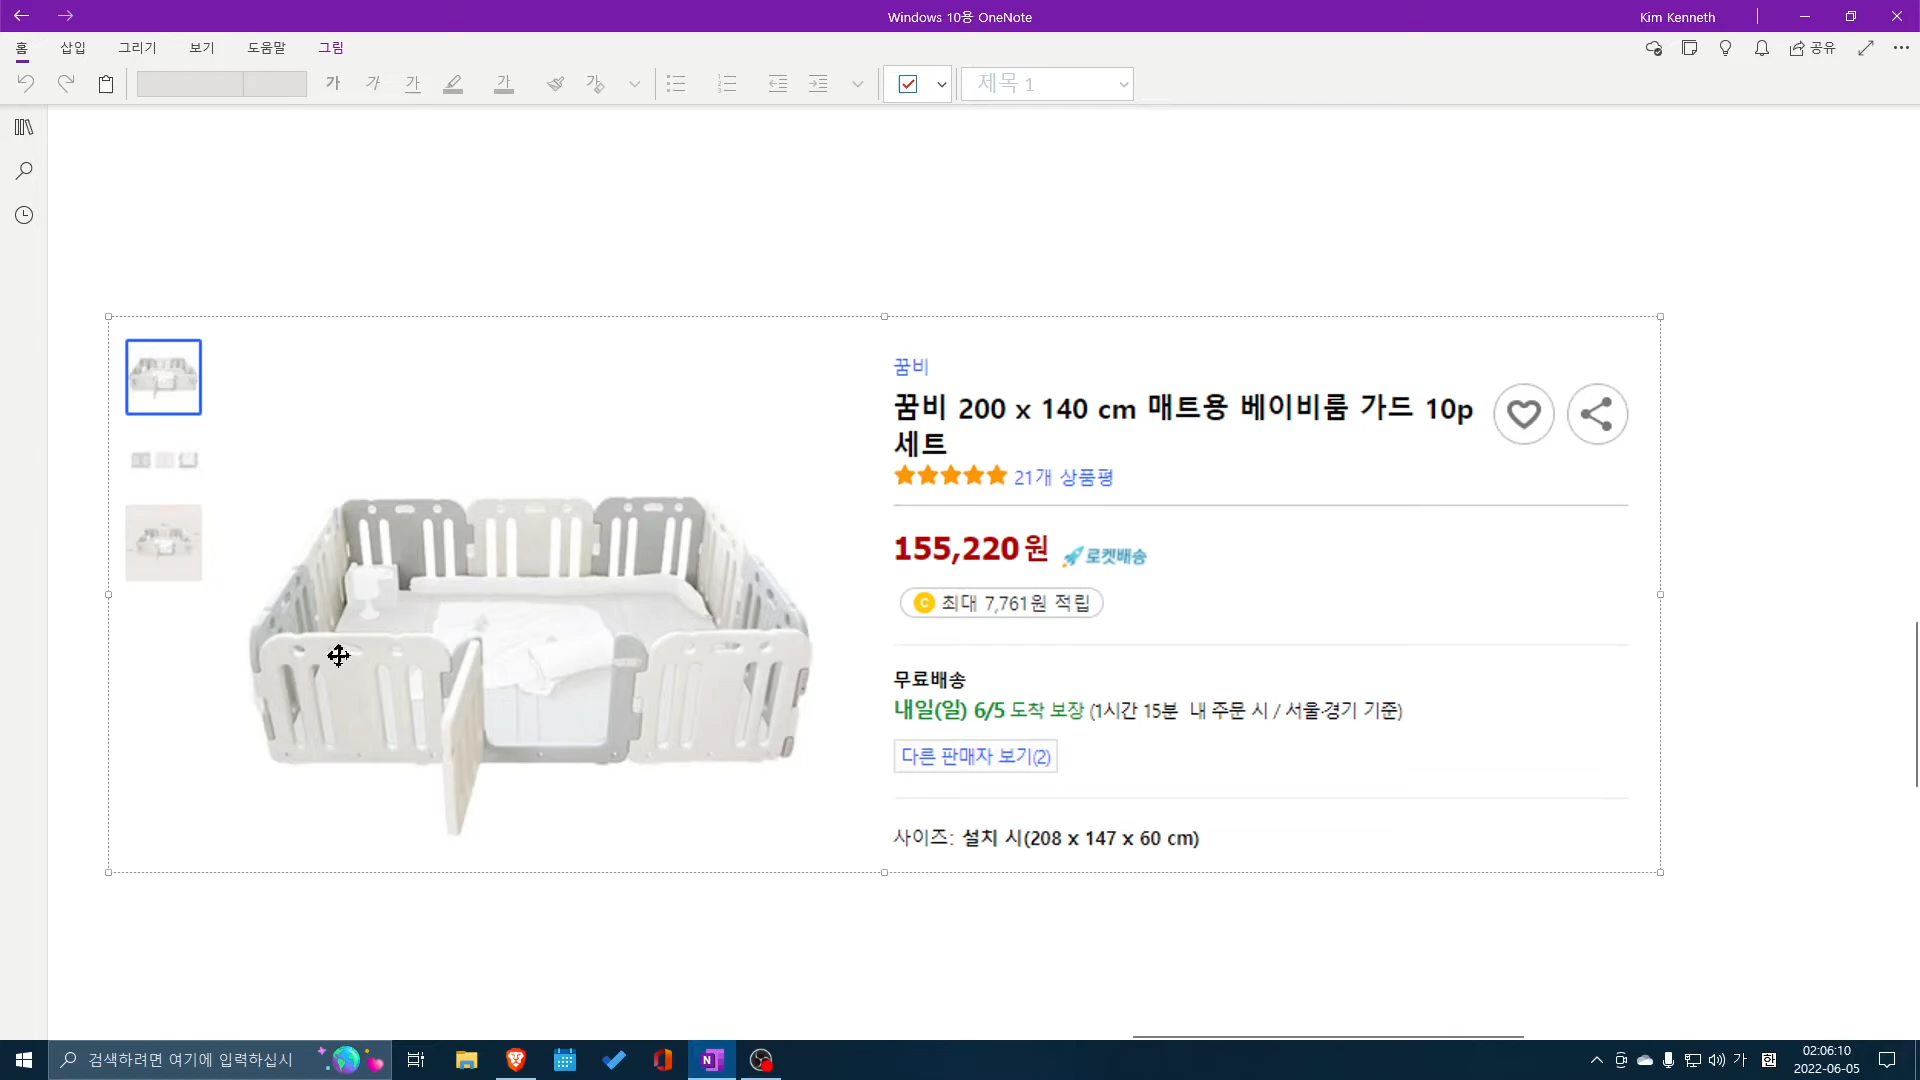 Windows 10용 OneNote
Kim Kenneth
홈 삽입 그리기 보기 도움말 그림
공유
가 가 가 가 가
제목 1
꿈비
꿈비 200 x 140 cm 매트용 베이비룸 가드 10p
세트
21개 상품평
155,220원 로켓배송
C 최대 7,761원 적립
무료배송
내일(일) 6/5 도착 보장 (1시간 15분 내 주문 시 / 서울·경기 기준)
다른 판매자 보기(2)
사이즈: 설치 시(208 x 147 x 60 cm)
검색하려면 여기에 입력하십시
N
가
한
02:06:10
2022-06-05